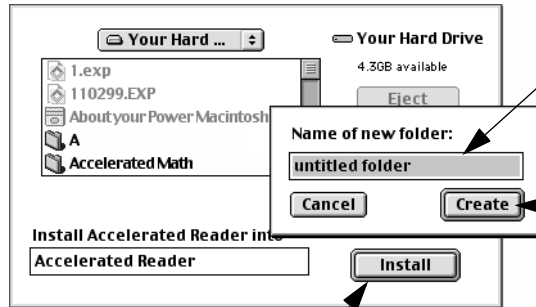 Your Hard ...
Your Hard Drive
4.3GB available
1.exp
110299.EXP
About your Power Macintosh
A
Accelerated Math
Eject
Name of new folder:
untitled folder
Cancel
Create
Install Accelerated Reader into
Accelerated Reader
Install